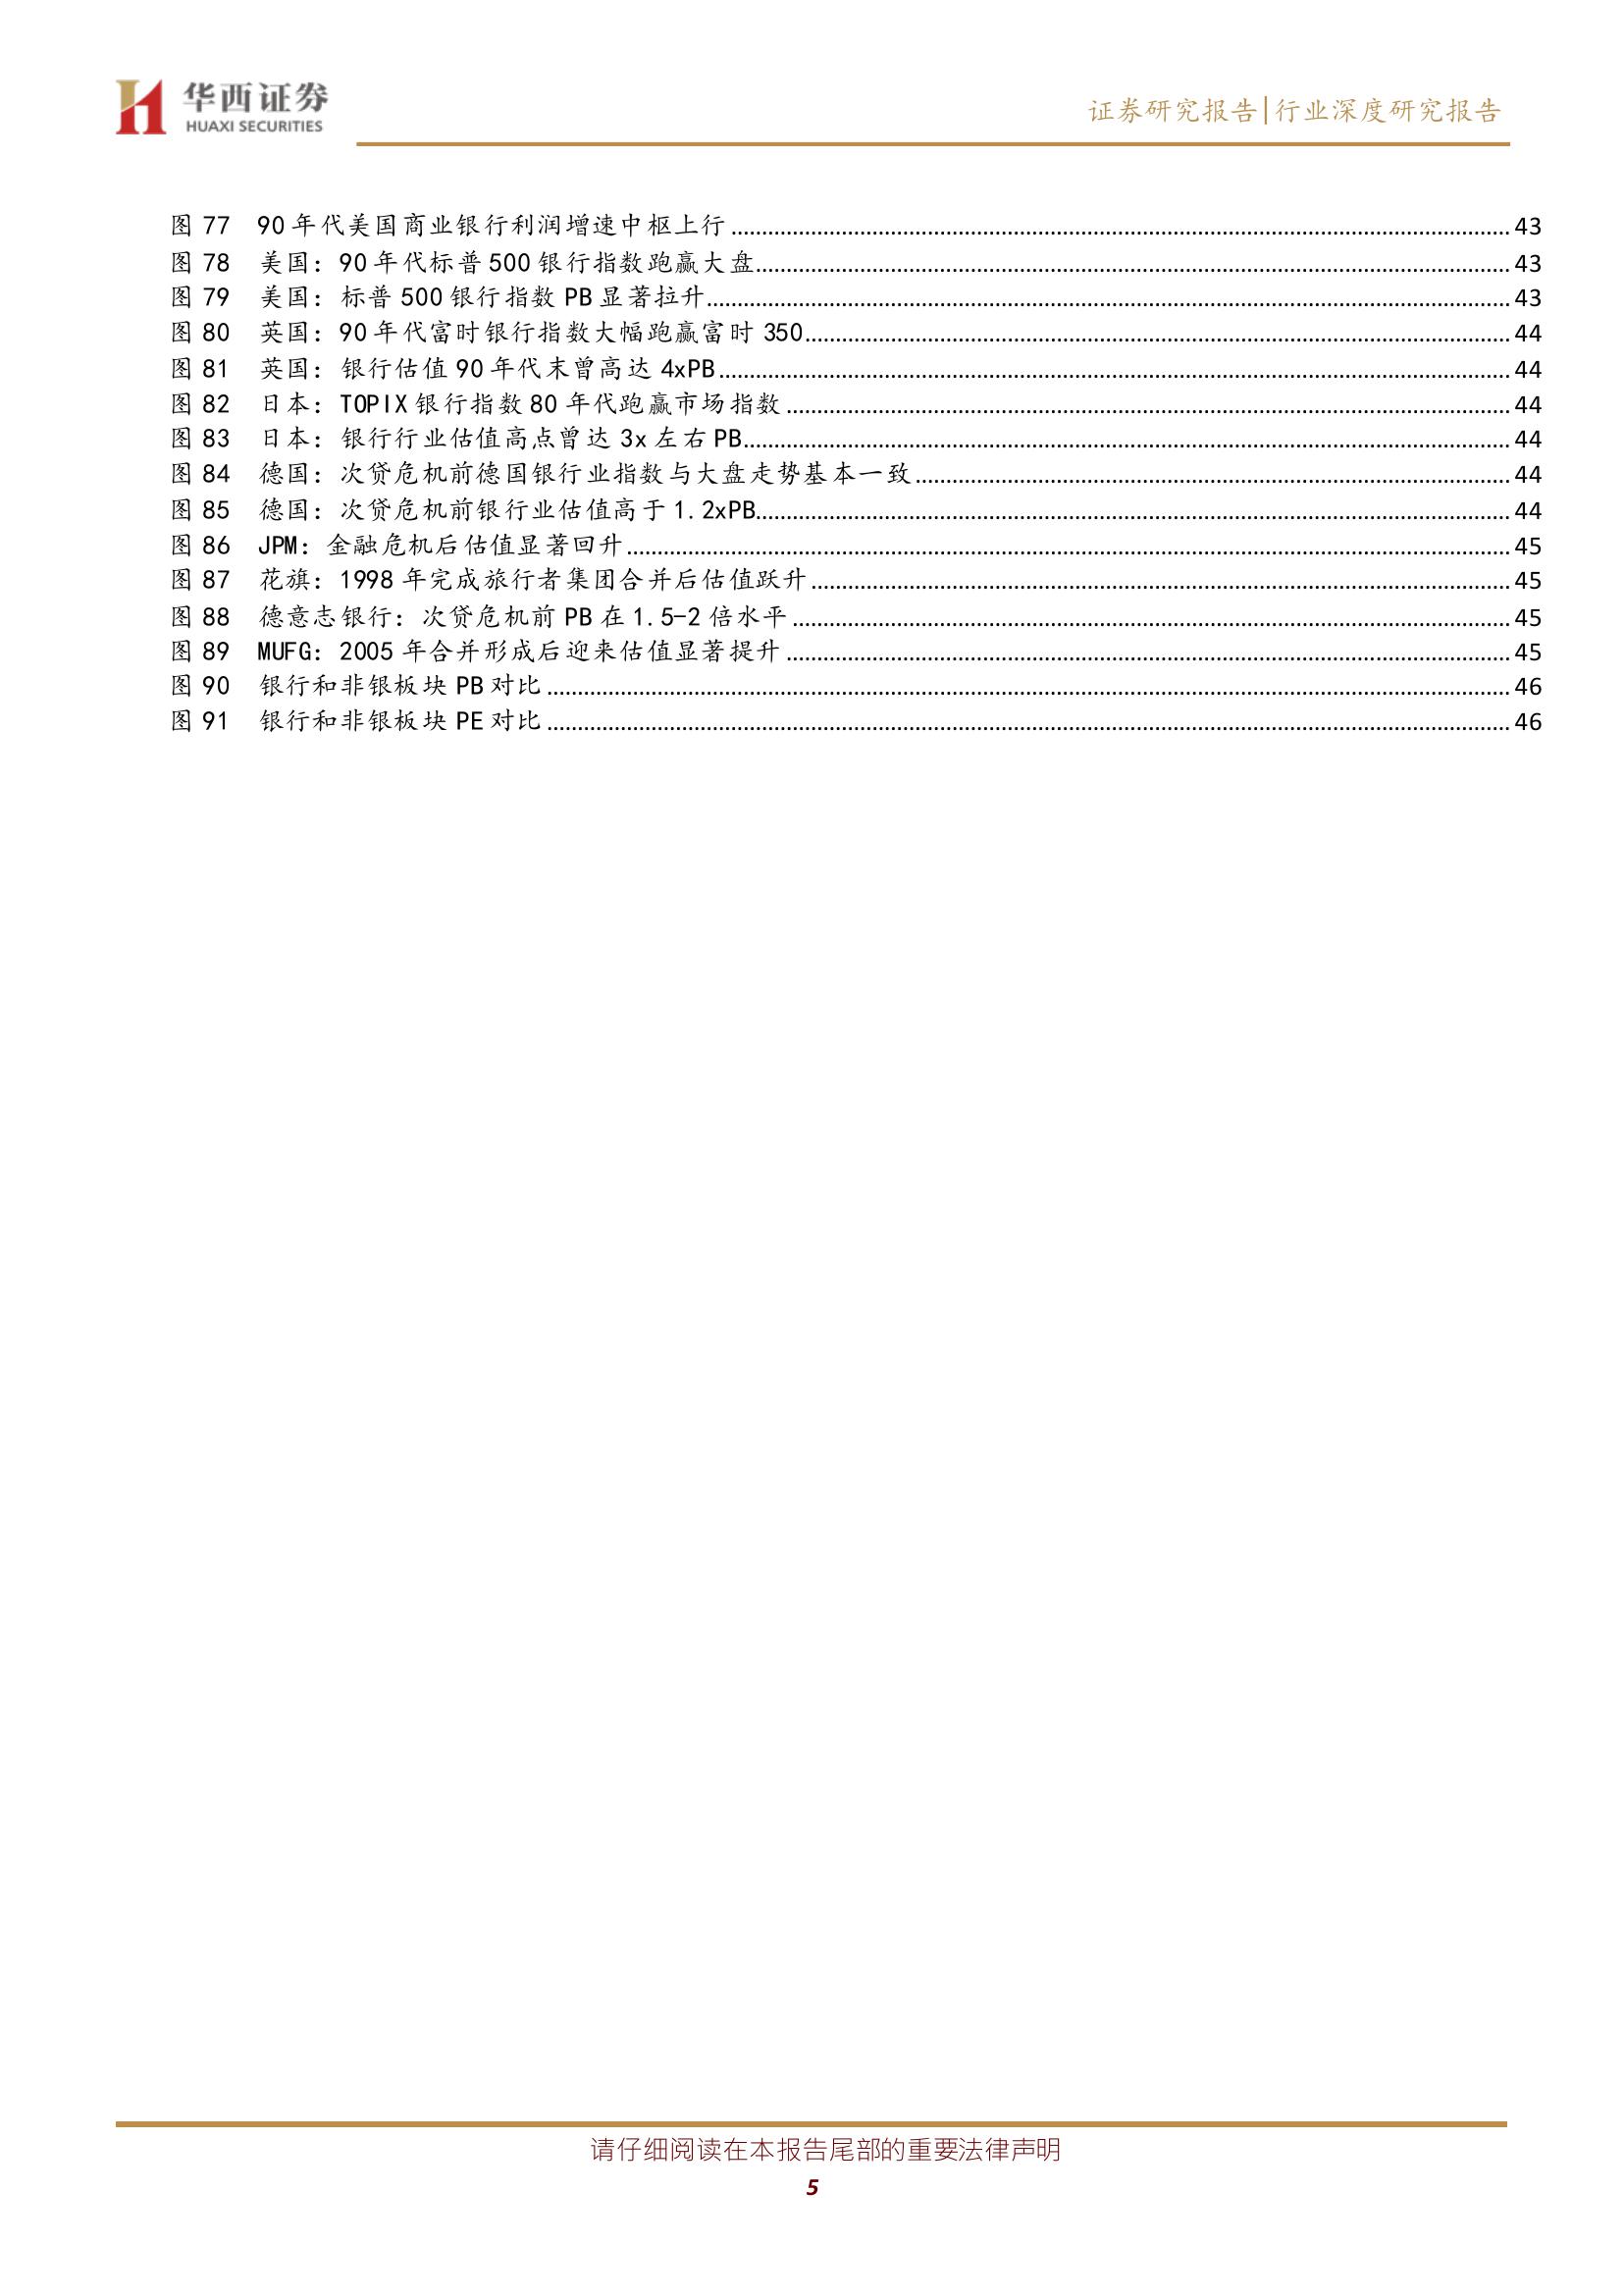 华西证券
HUAXI SECURITIES
证券研究报告|行业深度研究报告
图 77 90 年代美国商业银行利润增速中枢上行 43
图 78 美国：90 年代标普 500 银行指数跑赢大盘 43
图 79 美国：标普 500 银行指数 PB 显著拉升 43
图 80 英国：90 年代富时银行指数大幅跑赢富时 350 44
图 81 英国：银行估值 90 年代末曾高达 4xPB 44
图 82 日本：TOPIX 银行指数 80 年代跑赢市场指数 44
图 83 日本：银行行业估值高点曾达 3x 左右 PB 44
图 84 德国：次贷危机前德国银行业指数与大盘走势基本一致 44
图 85 德国：次贷危机前银行业估值高于 1.2xPB 44
图 86 JPM：金融危机后估值显著回升 45
图 87 花旗：1998 年完成旅行者集团合并后估值跃升 45
图 88 德意志银行：次贷危机前 PB 在 1.5-2 倍水平 45
图 89 MUFG：2005 年合并形成后迎来估值显著提升 45
图 90 银行和非银板块 PB 对比 46
图 91 银行和非银板块 PE 对比 46
请仔细阅读在本报告尾部的重要法律声明
5